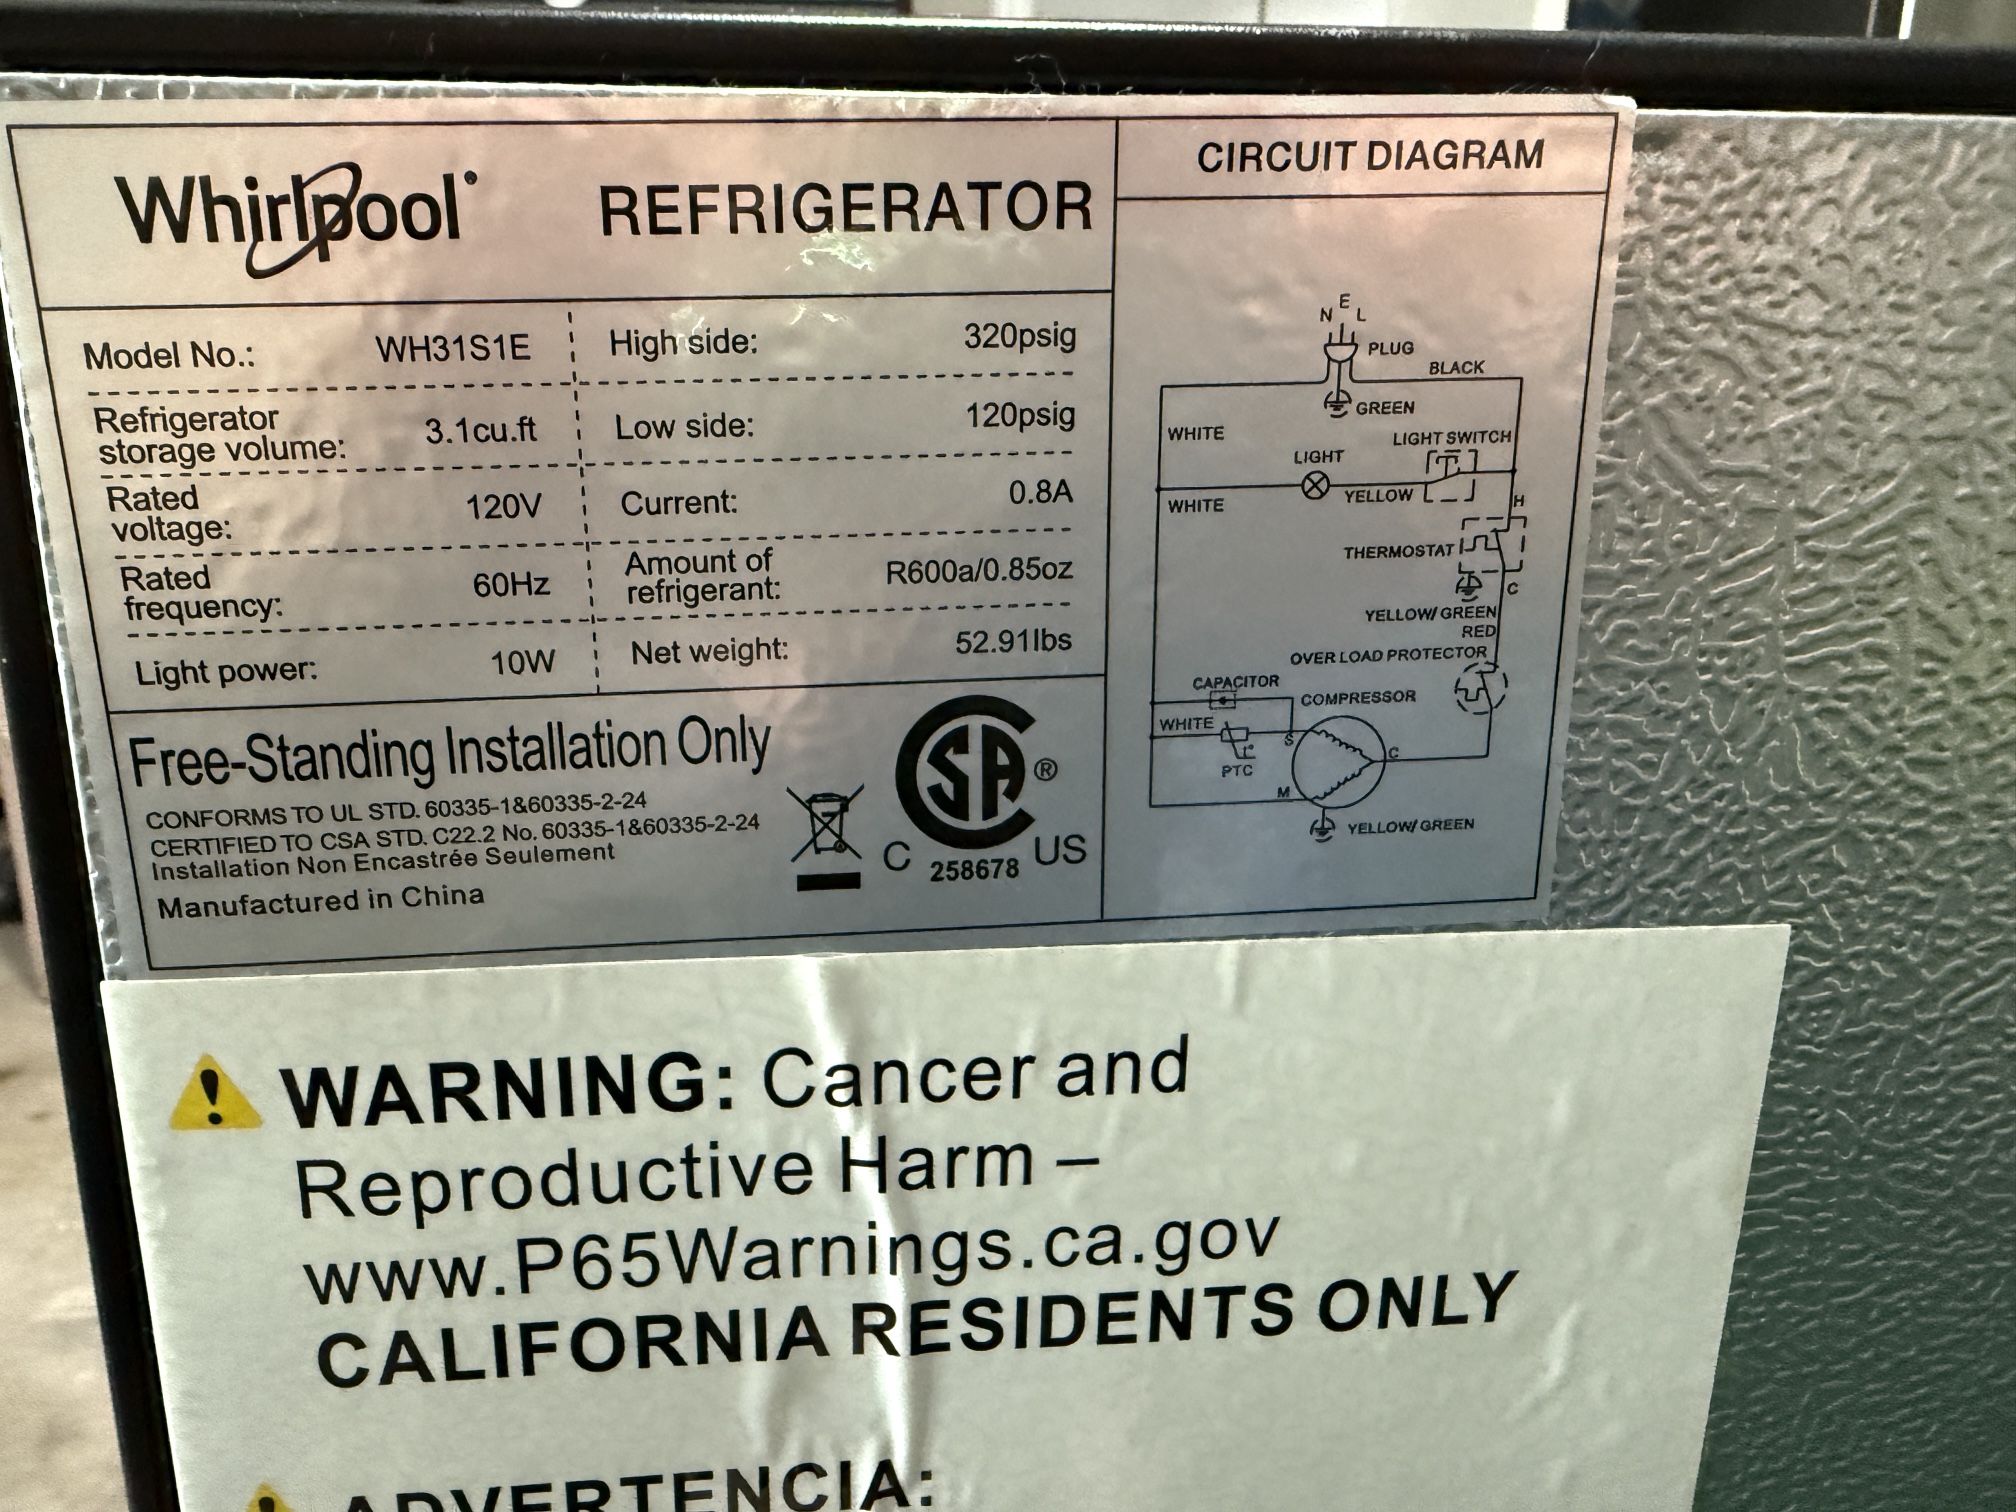 Whirlpool REFRIGERATOR
Model No.: WH31S1E
High side: 320psig
Refrigerator
storage volume: 3.1cu.ft
Low side: 120psig
Rated
voltage: 120V
Current: 0.8A
Rated
frequency: 60Hz
Amount of
refrigerant: R600a/0.85oz
Light power: 10W
Net weight: 52.91lbs
Free-Standing Installation Only
CONFORMS TO UL STD. 60335-1&60335-2-24
CERTIFIED TO CSA STD. C22.2 No. 60335-1&60335-2-24
Installation Non Encastrée Seulement
Manufactured in China
SA ®
C US
258678
CIRCUIT DIAGRAM
E
N L
PLUG
BLACK
GREEN
WHITE
LIGHT SWITCH
LIGHT
YELLOW
WHITE
H
THERMOSTAT
C
YELLOW/GREEN
RED
OVER LOAD PROTECTOR
CAPACITOR
COMPRESSOR
WHITE
S
C
PTC
M
YELLOW/GREEN
WARNING: Cancer and
Reproductive Harm –
www.P65Warnings.ca.gov
CALIFORNIA RESIDENTS ONLY
ADVERTENCIA: